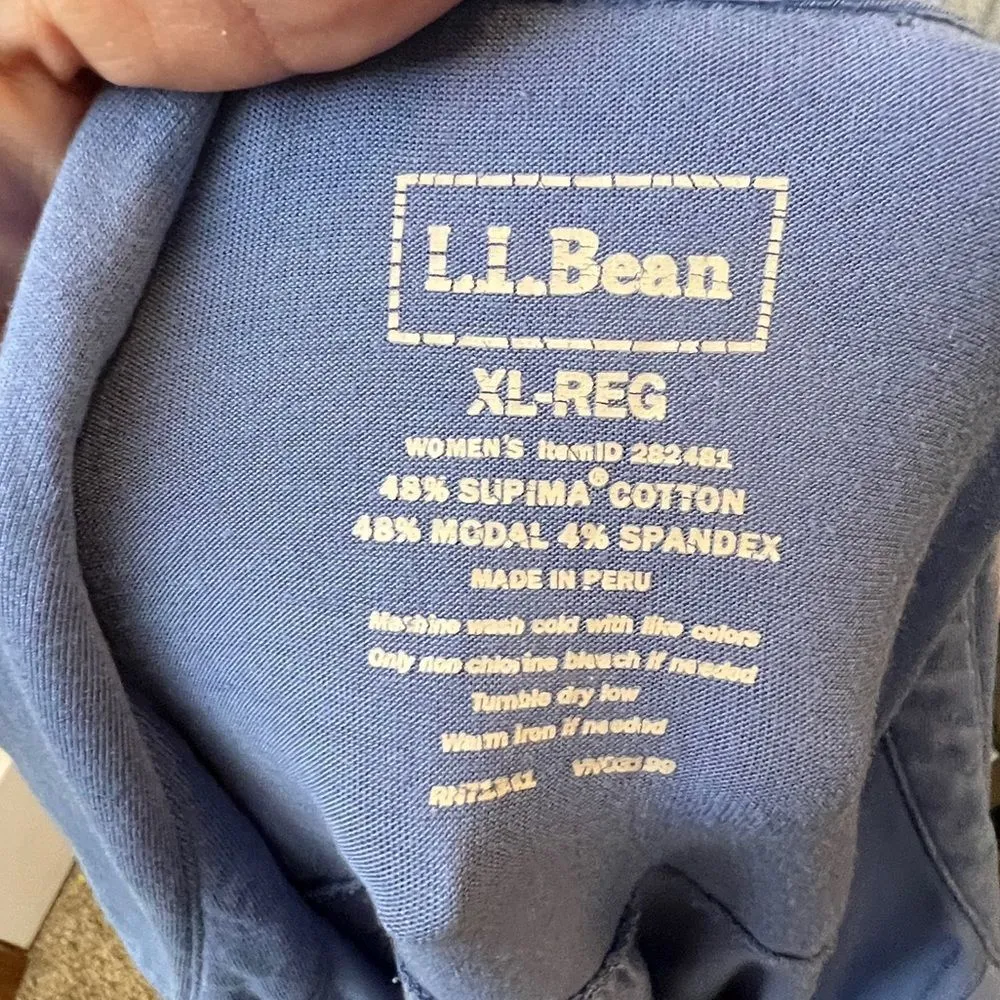 L.L.Bean
XL-REG
WOMEN'S ItemID 282481
48% SUPIMA® COTTON
48% MODAL 4% SPANDEX
MADE IN PERU
Machine wash cold with like colors
Only non chlorine bleach if needed
Tumble dry low
Warm iron if needed